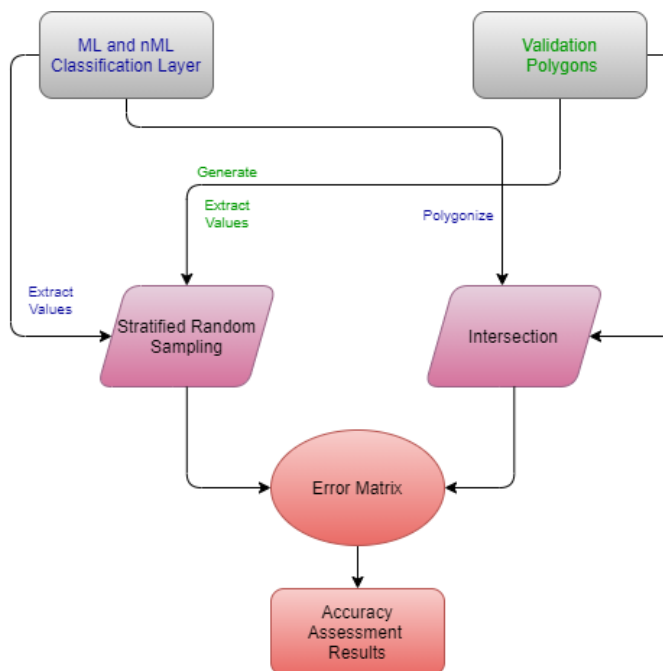 ML and nML
Classification Layer
Validation
Polygons
Generate
Extract
Values
Polygonize
Extract
Values
Stratified Random
Sampling
Intersection
Error Matrix
Accuracy
Assessment
Results